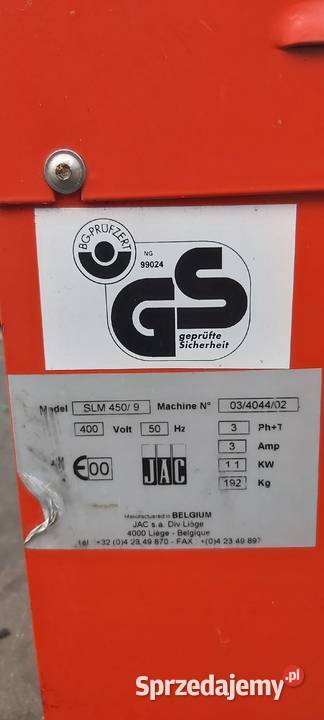 BG-PRÜFZERT
NG
99024
GS
geprüfte
Sicherheit
Model SLM 450/ 9 Machine N° 03/4044/02
400 Volt 50 Hz 3 Ph+T
3 Amp
€00 JAC 1 1 KW
192 Kg
Manufactured in BELGIUM
JAC s.a. Div Liège
4000 Liége - Belgique
tel : +32 (0)4 23 49 870 - FAX : +(0)4 23 49 897
Sprzedajemy.pl